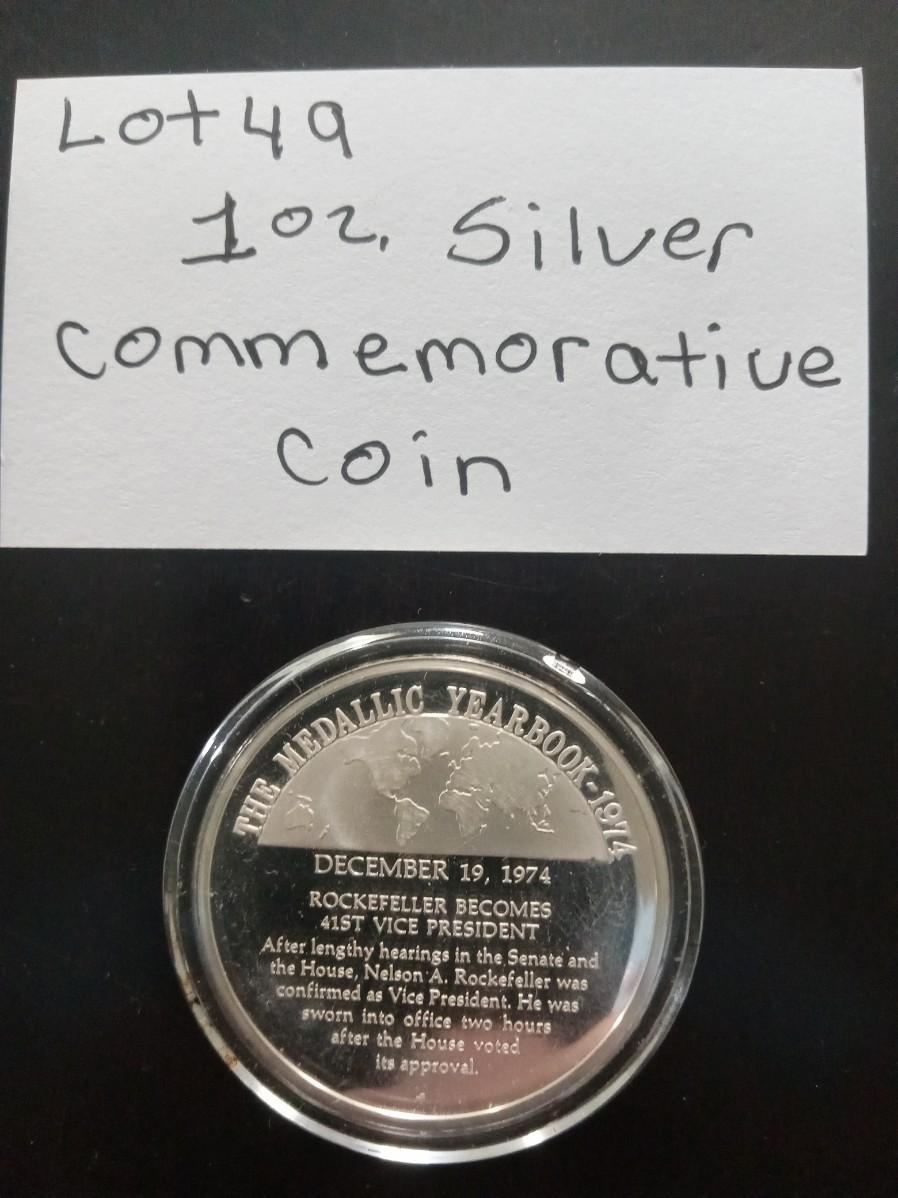 Lot 49
1 oz. Silver
commemorative
coin
THE MEDALLIC YEARBOOK-1974
DECEMBER 19, 1974
ROCKEFELLER BECOMES
41ST VICE PRESIDENT
After lengthy hearings in the Senate and
the House, Nelson A. Rockefeller was
confirmed as Vice President. He was
sworn into office two hours
after the House voted
its approval.